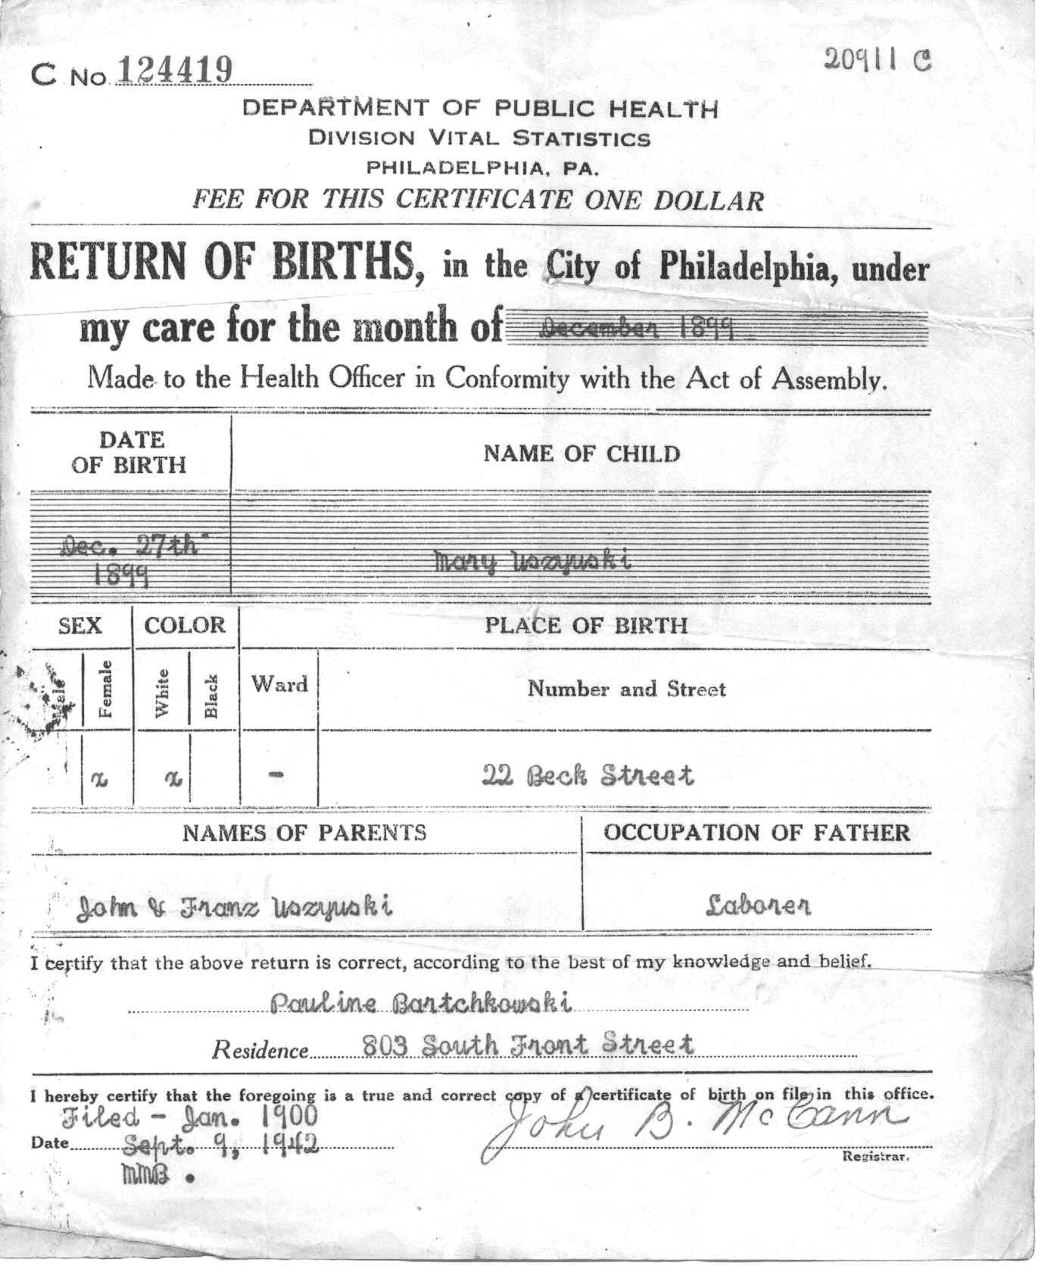 C No. 124419
20911 C
DEPARTMENT OF PUBLIC HEALTH
DIVISION VITAL STATISTICS
PHILADELPHIA, PA.
FEE FOR THIS CERTIFICATE ONE DOLLAR
RETURN OF BIRTHS, in the City of Philadelphia, under
my care for the month of December 1899
Made to the Health Officer in Conformity with the Act of Assembly.
DATE
OF BIRTH
NAME OF CHILD
Dec. 27th
1899
Mary Uszyuski
SEX
COLOR
PLACE OF BIRTH
Male
Female
White
Black
Ward
Number and Street
x
x
-
22 Beck Street
NAMES OF PARENTS
OCCUPATION OF FATHER
John & Franz Uszyuski
Laborer
I certify that the above return is correct, according to the best of my knowledge and belief.
Pauline Bartchkowski
Residence 803 South Front Street
I hereby certify that the foregoing is a true and correct copy of a certificate of birth on file in this office.
Filed - Jan. 1900
John B. McCann
Date Sept. 9, 1942
Registrar.
MMB.